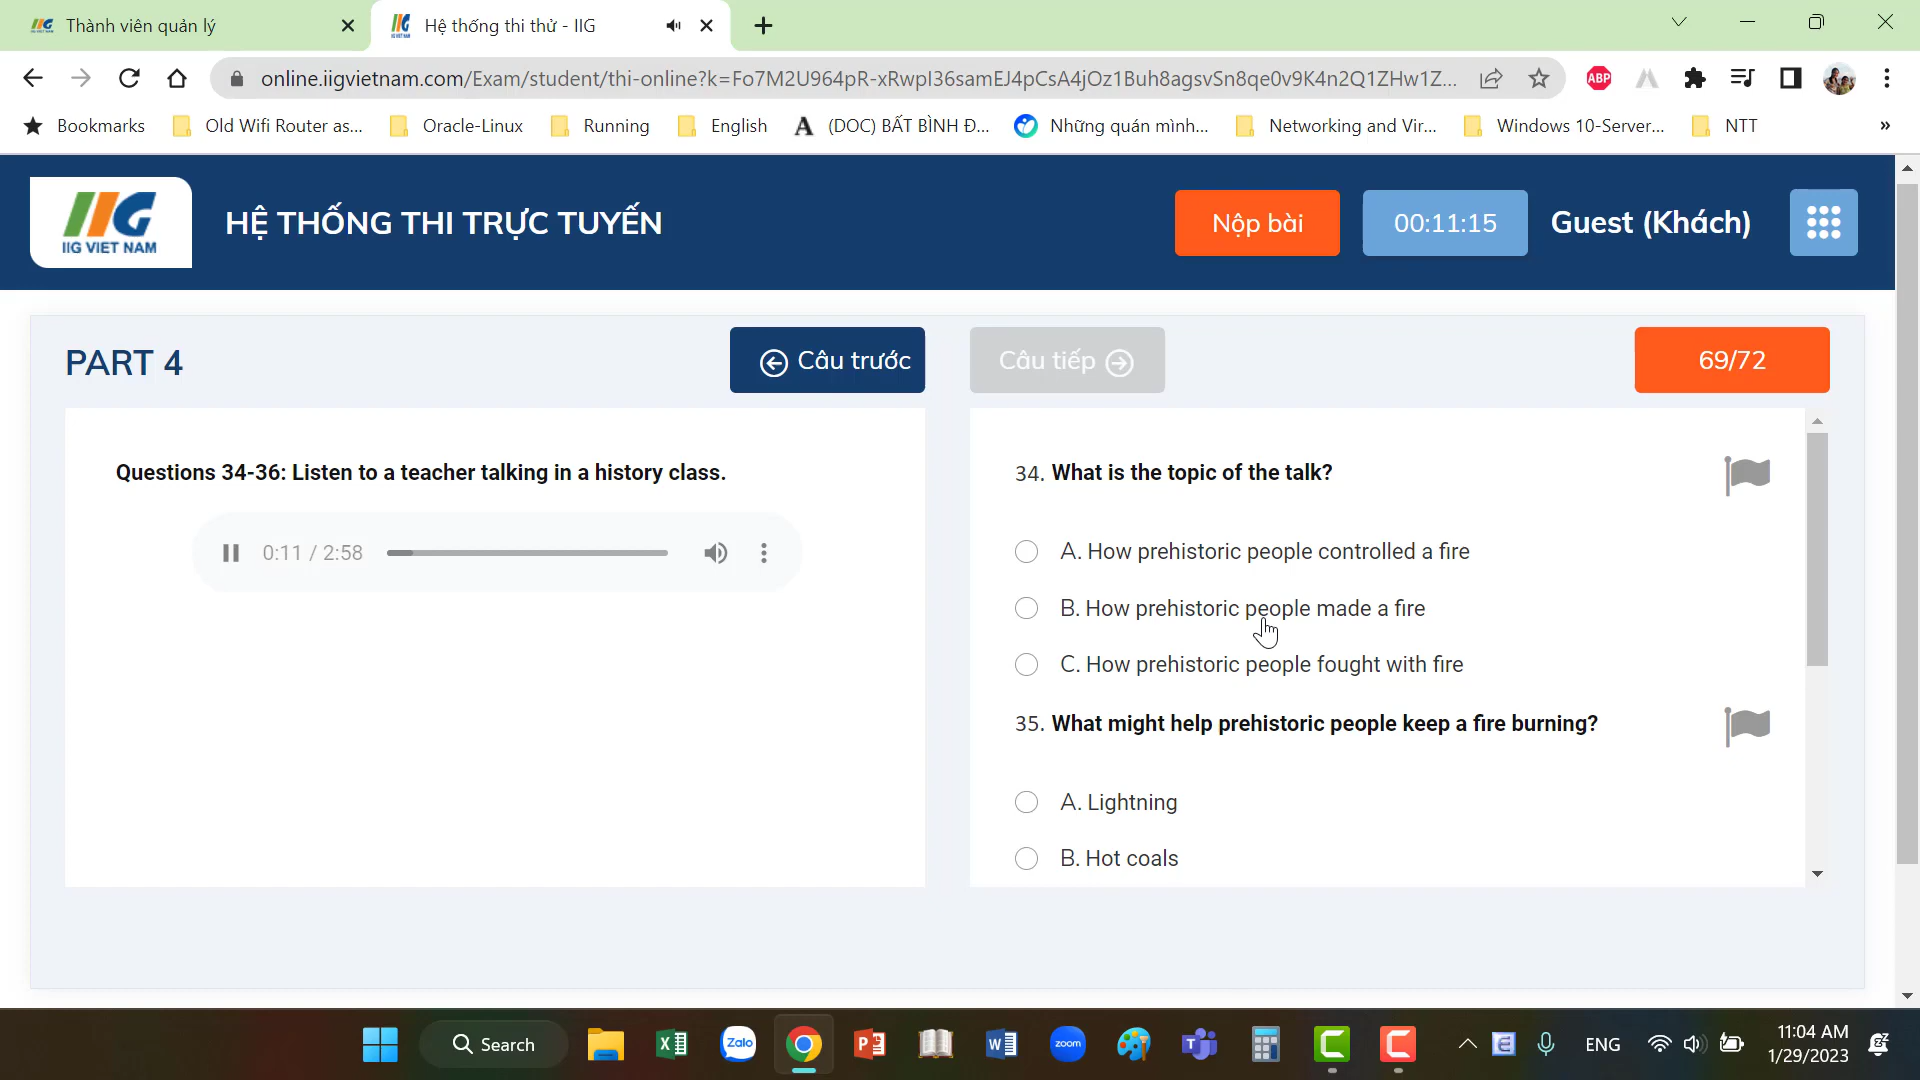 Thành viên quản lý
Hệ thống thi thử - IIG
online.iigvietnam.com/Exam/student/thi-online?k=Fo7M2U964pR-xRwpI36samEJ4pCsA4jOz1Buh8agsvSn8qe0v9K4n2Q1ZHw1Z...
ABP
Bookmarks
Old Wifi Router as...
Oracle-Linux
Running
English
(DOC) BẤT BÌNH Đ...
Những quán mình...
Networking and Vir...
Windows 10-Server...
NTT
»
IIG
IIG VIET NAM
HỆ THỐNG THI TRỰC TUYẾN
Nộp bài
00:11:15
Guest (Khách)
PART 4
Câu trước
Câu tiếp
69/72
Questions 34-36: Listen to a teacher talking in a history class.
0:11 / 2:58
34. What is the topic of the talk?
A. How prehistoric people controlled a fire
B. How prehistoric people made a fire
C. How prehistoric people fought with fire
35. What might help prehistoric people keep a fire burning?
A. Lightning
B. Hot coals
Search
Zalo
zoom
ENG
11:04 AM
1/29/2023